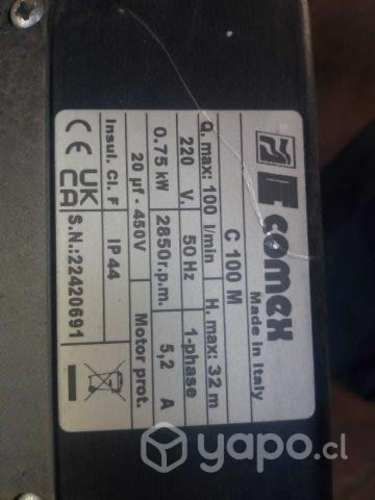 Ecomex
Made in Italy
C 100 M
Q. max: 100 l/min H. max: 32 m
220 V. 50 Hz 1-phase
0.75 kW 2850r.p.m. 5,2 A
20 µf - 450V Motor prot.
Insul. Cl. F IP 44
CE UK
CA S.N.:22420691
yapo.cl